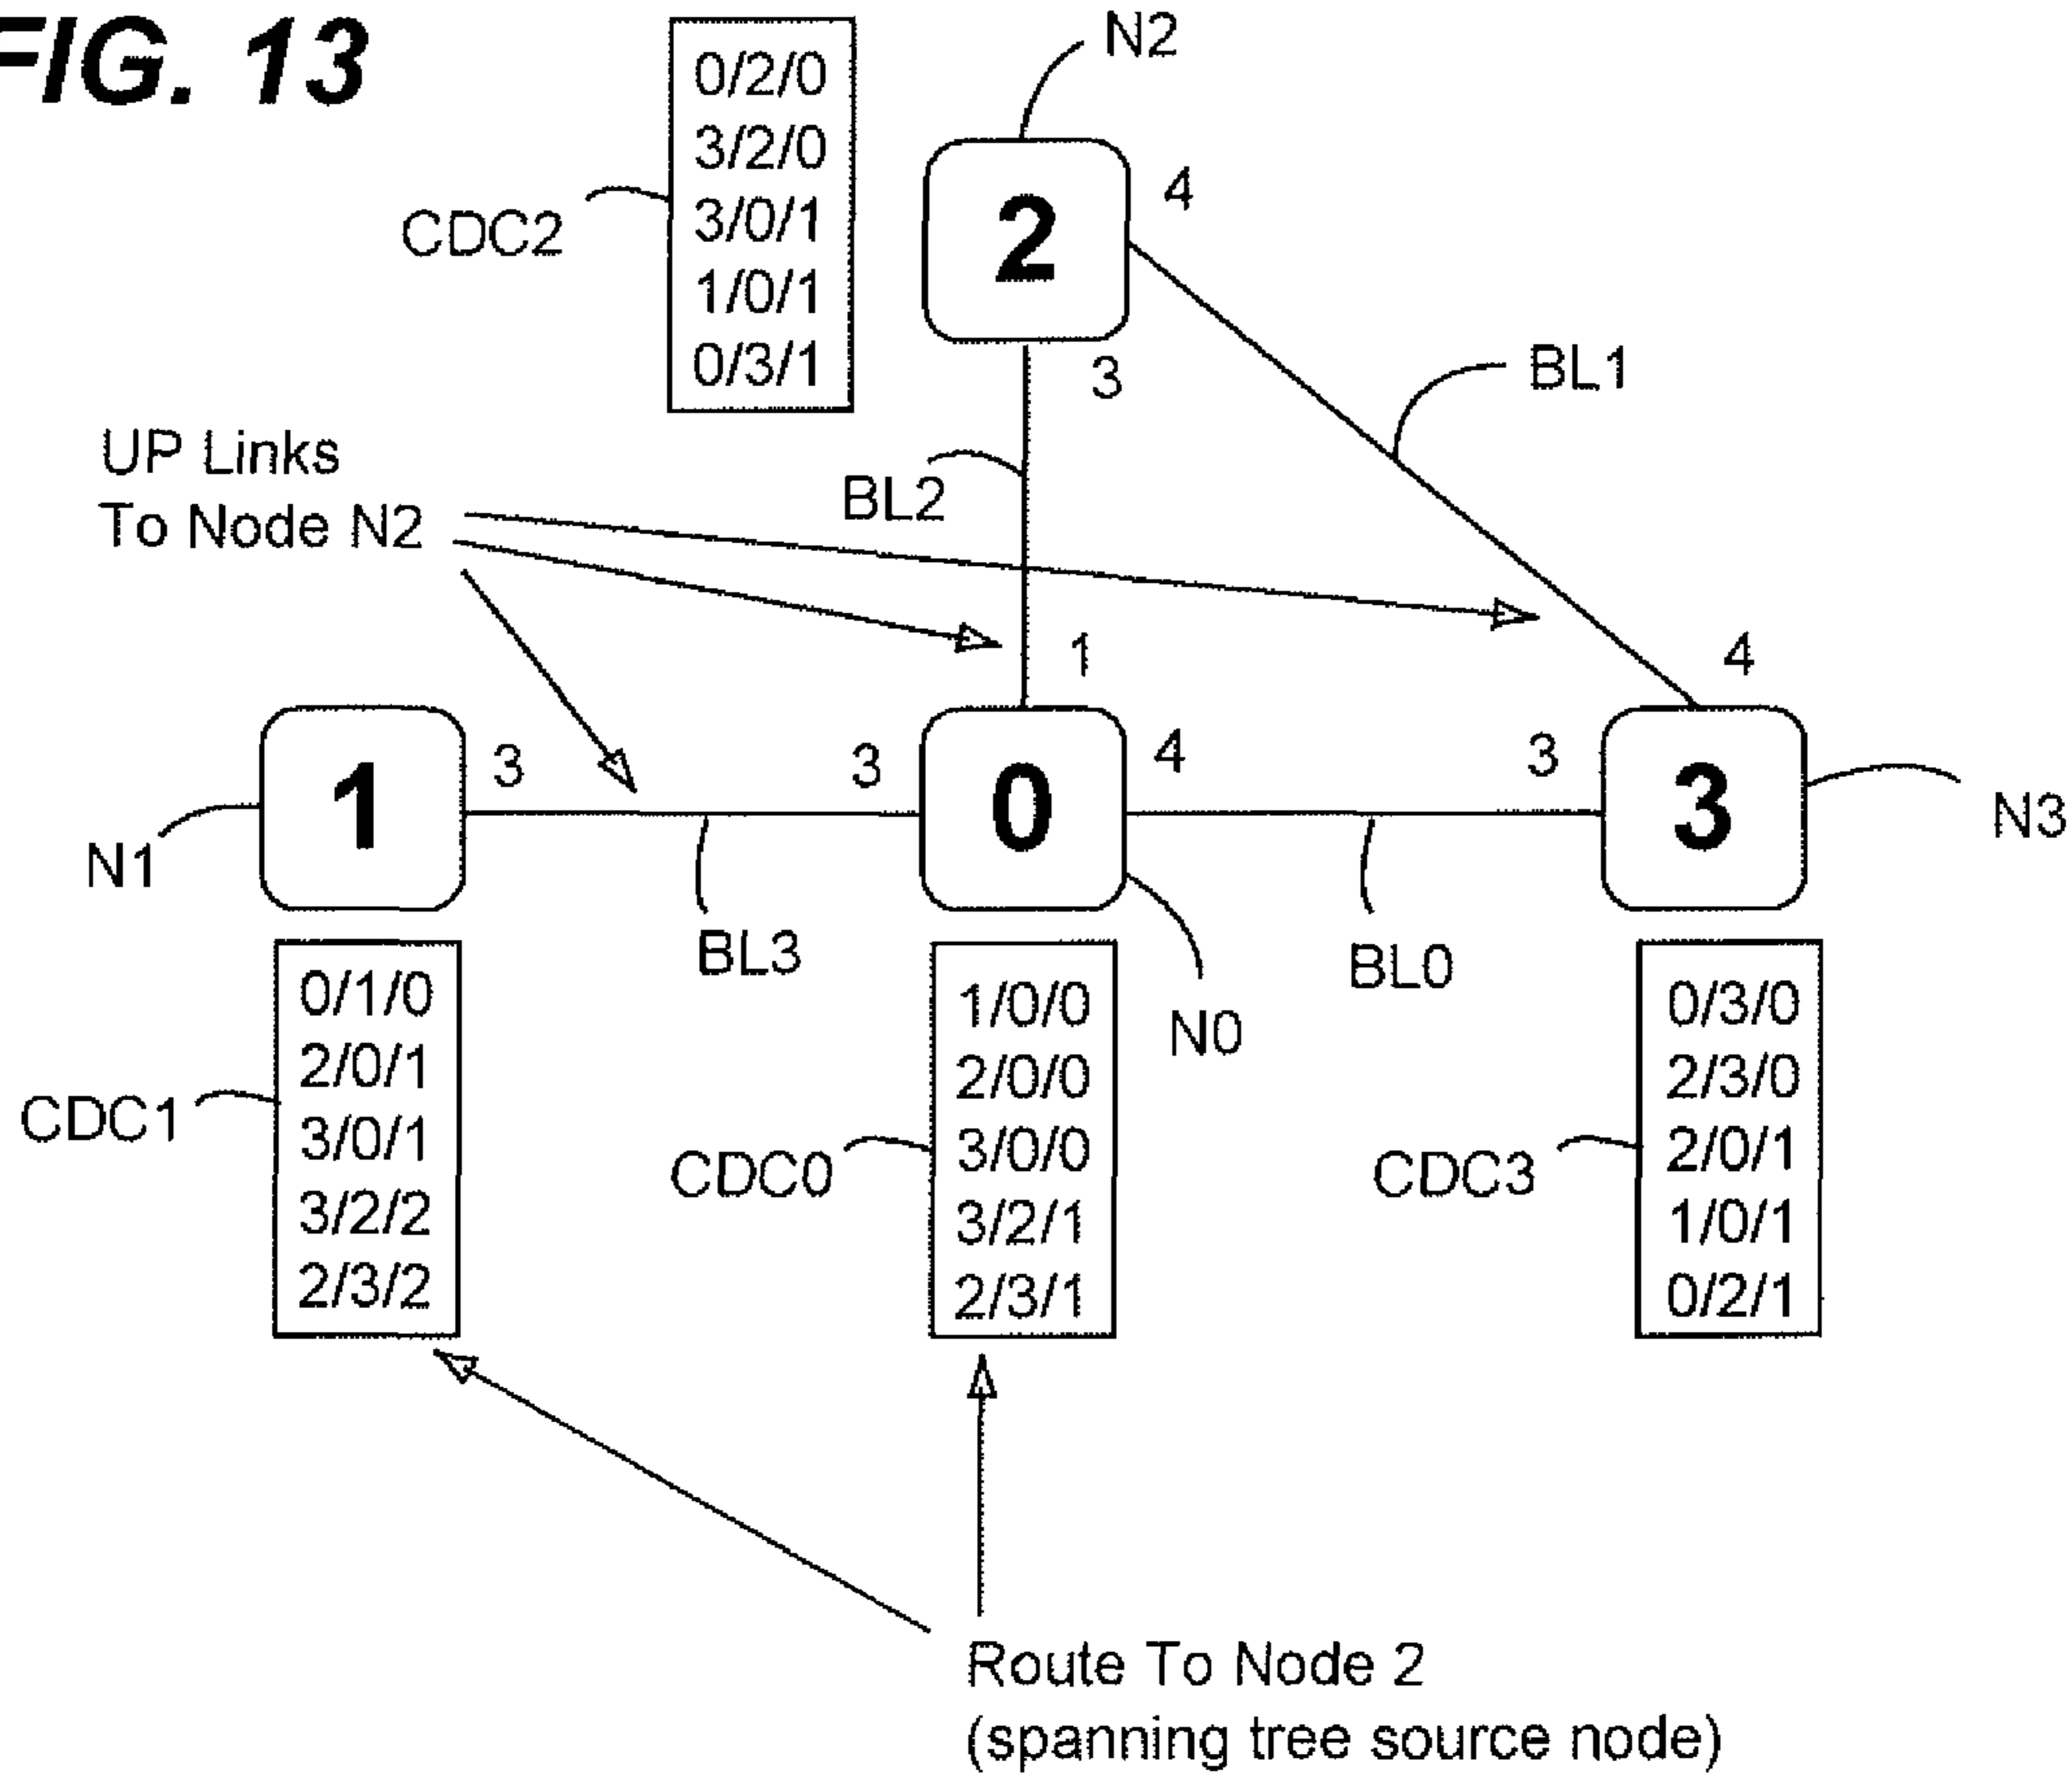 FIG. 13
N2
0/2/0
3/2/0
3/0/1
1/0/1
0/3/1
CDC2
2
4
3
BL1
UP Links
To Node N2
BL2
1
4
1
3
3
0
4
3
3
N1
N3
BL3
BL0
N0
0/1/0
2/0/1
3/0/1
3/2/2
2/3/2
CDC1
1/0/0
2/0/0
3/0/0
3/2/1
2/3/1
CDC0
0/3/0
2/3/0
2/0/1
1/0/1
0/2/1
CDC3
Route To Node 2
(spanning tree source node)